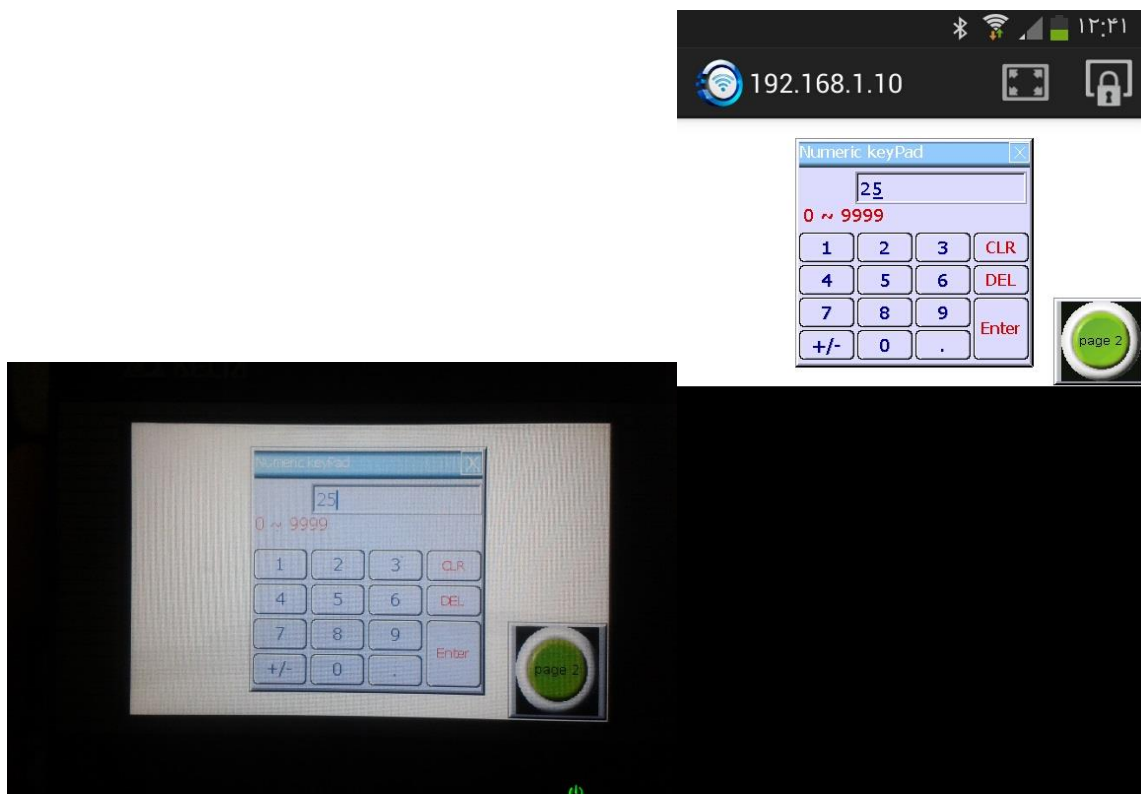 ۱۲:۴۱
192.168.1.10
Numeric keyPad
25
0 ~ 9999
1 2 3 CLR
4 5 6 DEL
7 8 9 Enter
+/- 0 .
page 2
Numeric keyPad
25
0 ~ 9999
1 2 3 CLR
4 5 6 DEL
7 8 9 Enter
+/- 0 .
page 2